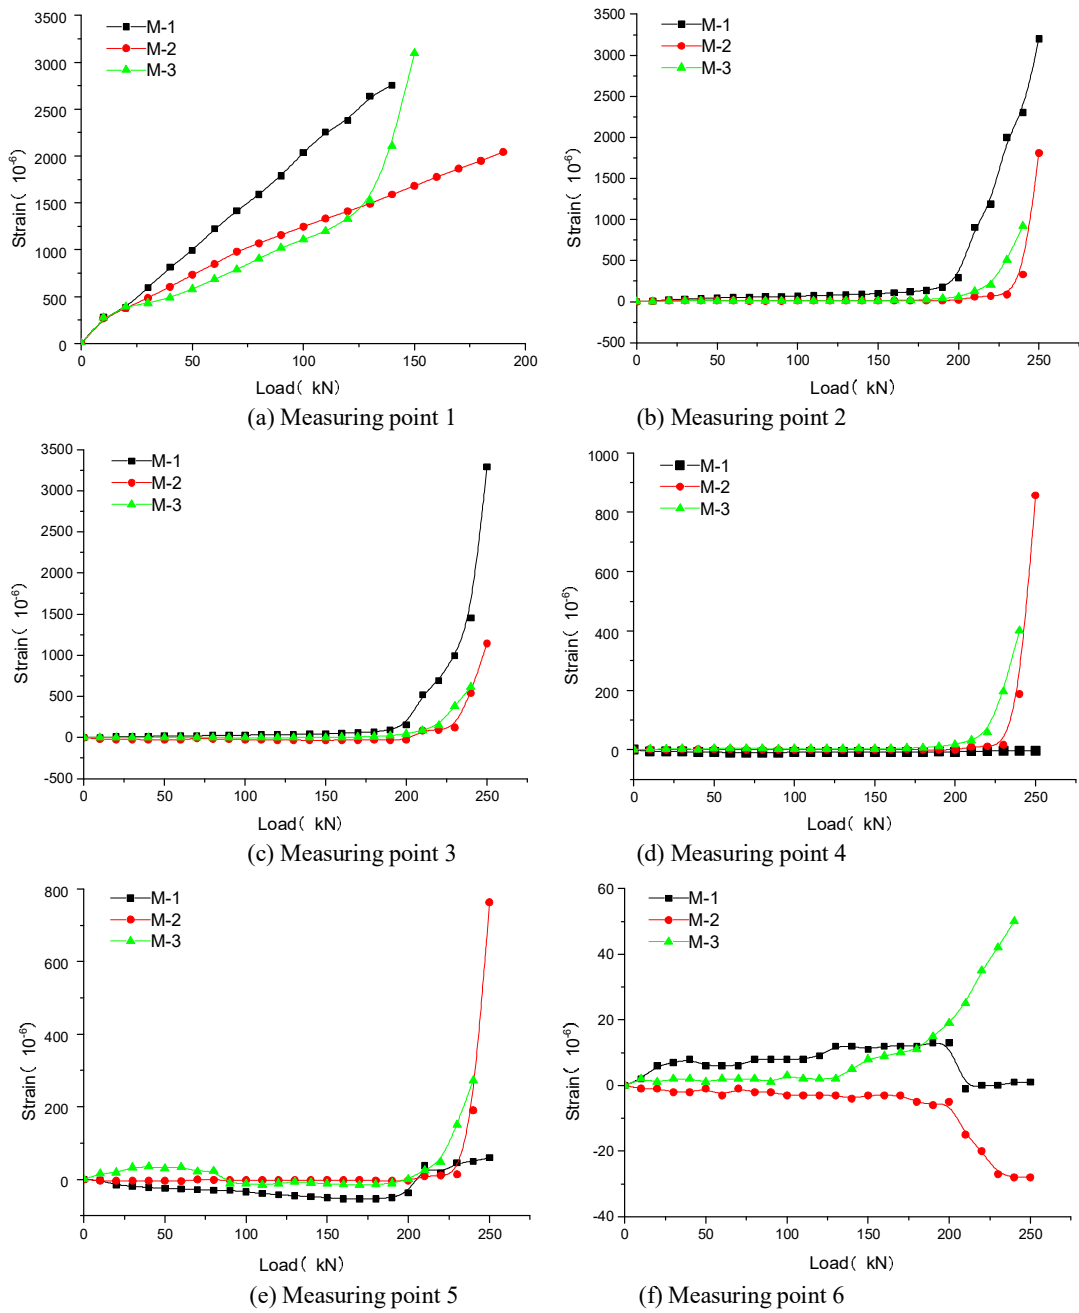 3500
3000
2500
2000
1500
1000
500
0
Strain( 10⁻⁶)
M-1
M-2
M-3
0
50
100
150
200
Load( kN)
(a) Measuring point 1
3500
3000
2500
2000
1500
1000
500
0
-500
Strain( 10⁻⁶)
M-1
M-2
M-3
0
50
100
150
200
250
Load( kN)
(b) Measuring point 2
3500
3000
2500
2000
1500
1000
500
0
-500
Strain( 10⁻⁶)
M-1
M-2
M-3
0
50
100
150
200
250
Load( kN)
(c) Measuring point 3
1000
800
600
400
200
0
Strain( 10⁻⁶)
M-1
M-2
M-3
0
50
100
150
200
250
Load( kN)
(d) Measuring point 4
800
600
400
200
0
Strain( 10⁻⁶)
M-1
M-2
M-3
0
50
100
150
200
250
Load( kN)
(e) Measuring point 5
60
40
20
0
-20
-40
Strain( 10⁻⁶)
M-1
M-2
M-3
0
50
100
150
200
250
Load( kN)
(f) Measuring point 6